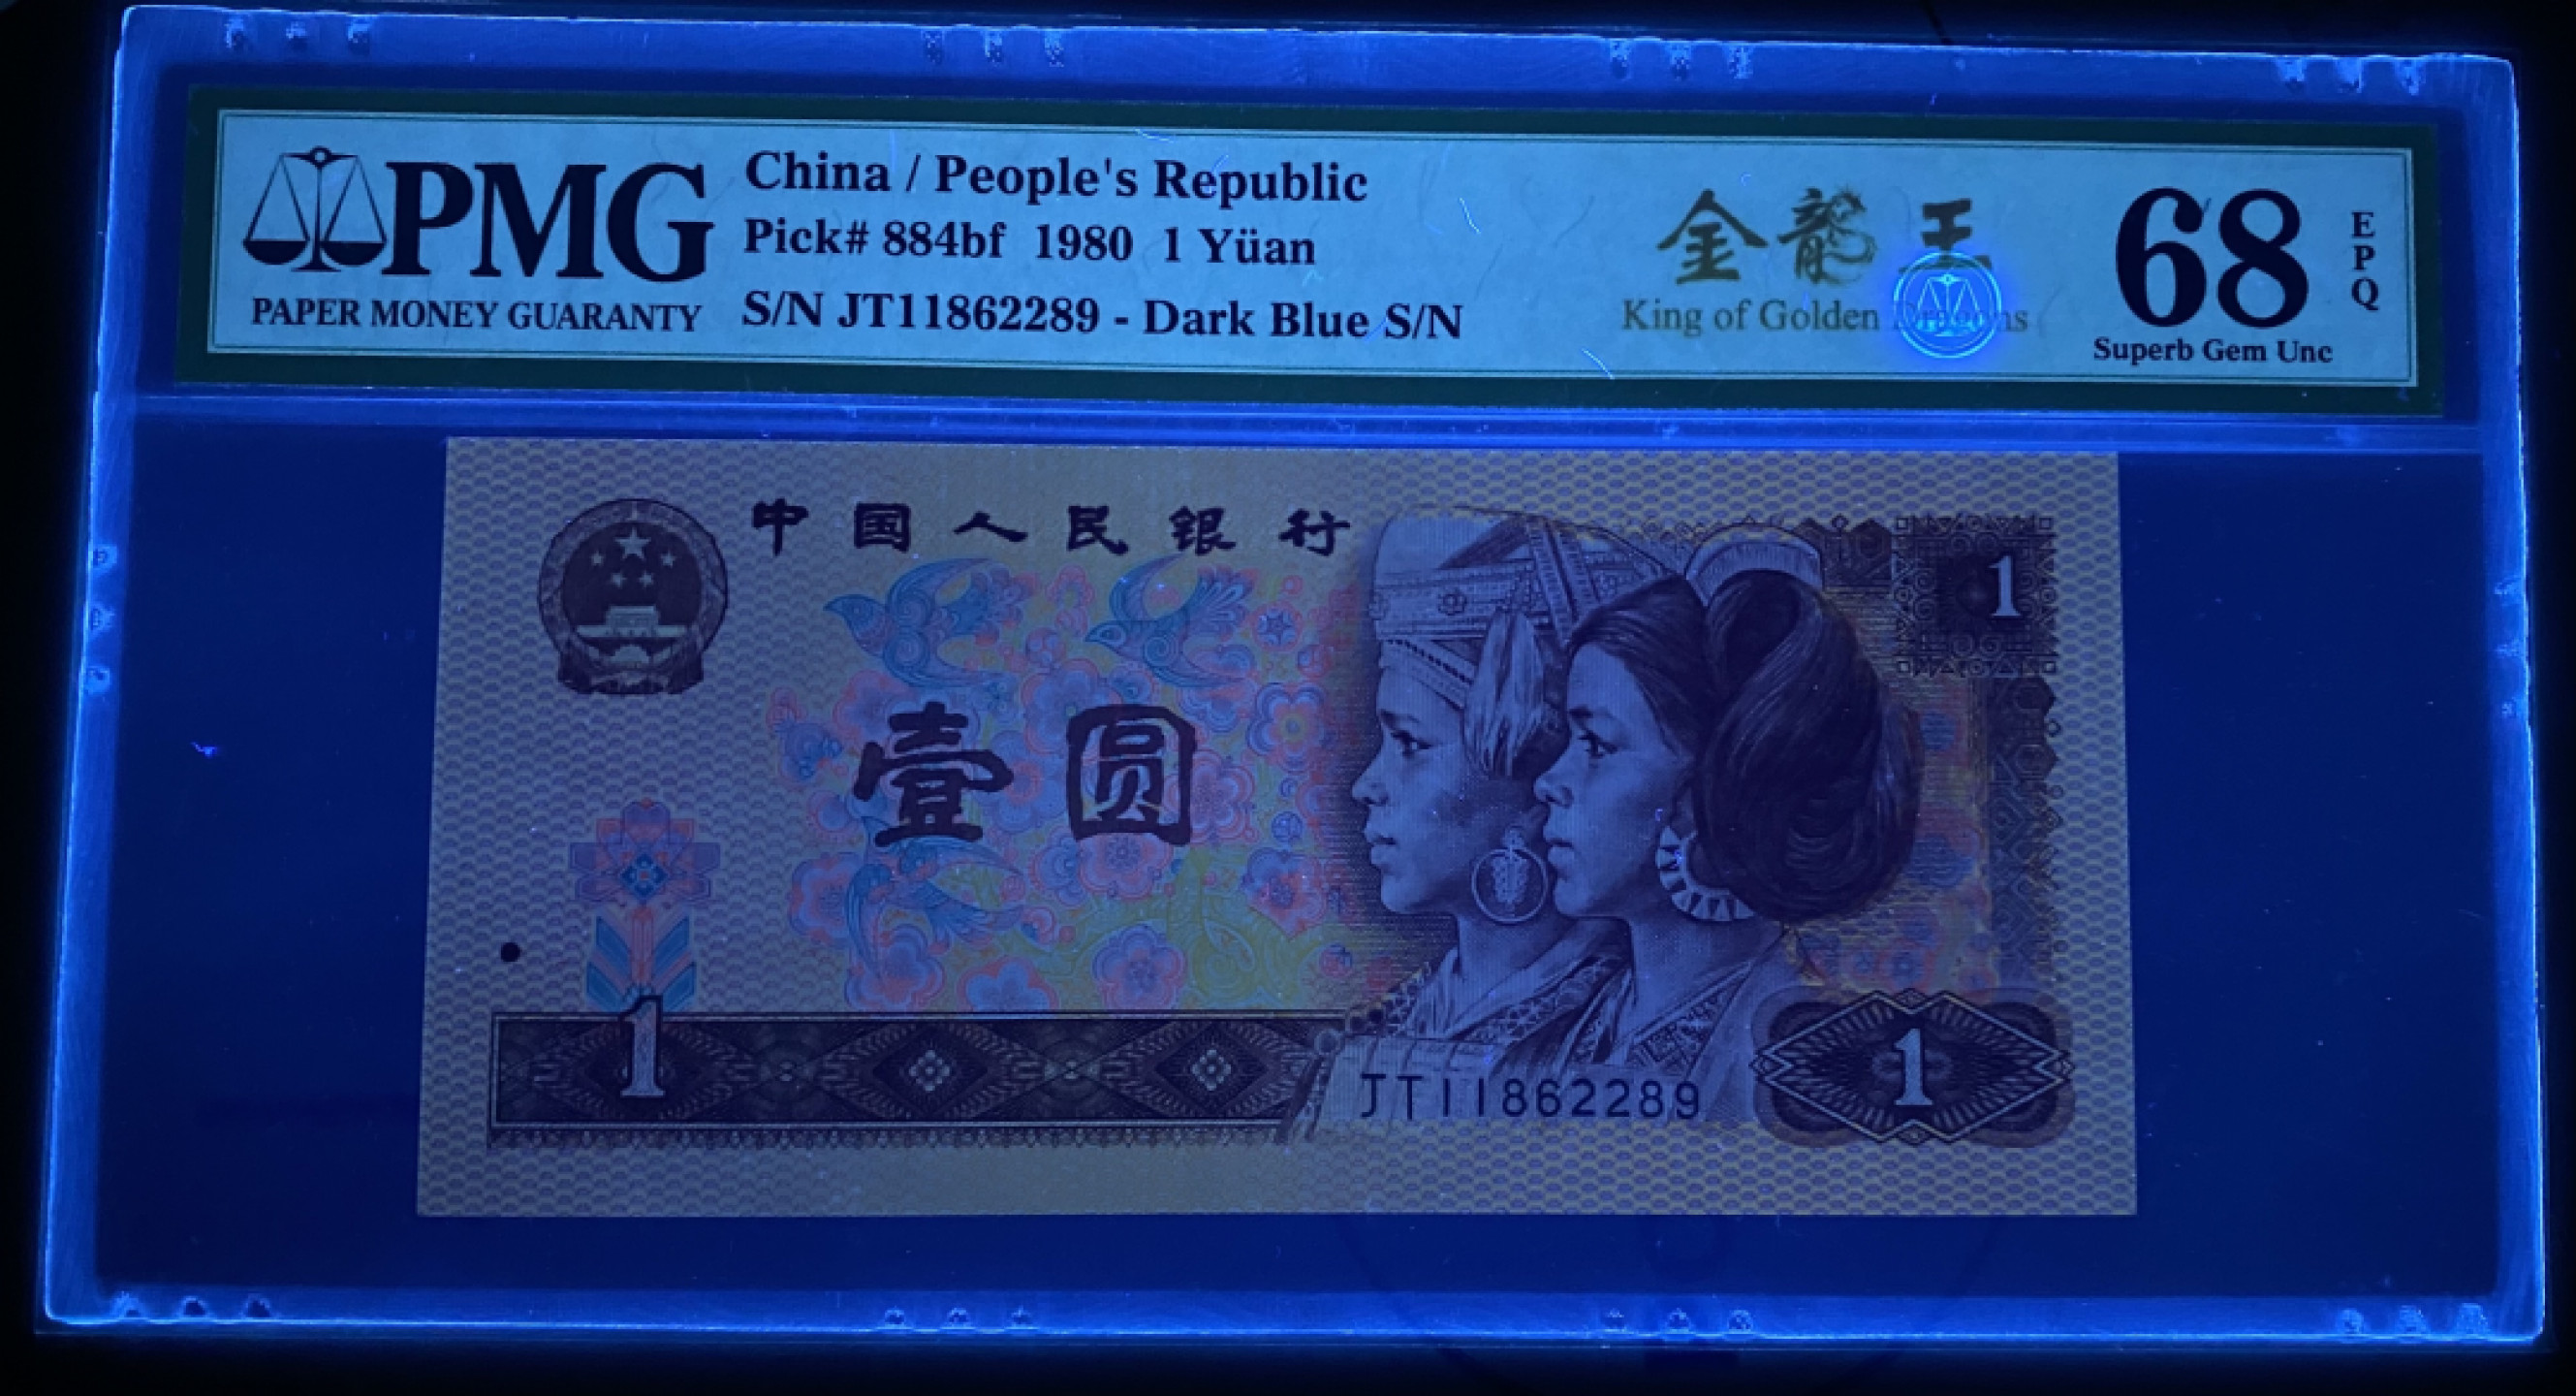 PMG
PAPER MONEY GUARANTY
China / People's Republic
Pick# 884bf 1980 1 Yüan
S/N JT11862289 - Dark Blue S/N
金龍王
King of Golden Dragons
68
EPQ
Superb Gem Unc
中国人民银行
1
壹圆
1
JT11862289
1